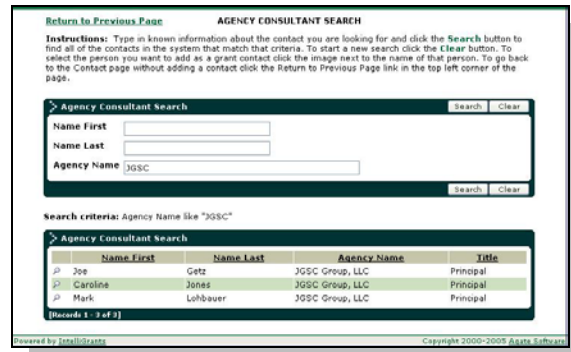 Return to Previous Page AGENCY CONSULTANT SEARCH
Instructions: Type in known information about the contact you are looking for and click the Search button to
find all of the contacts in the system that match that criteria. To start a new search click the Clear button. To
select the person you want to add as a grant contact click the image next to the name of that person. To go back
to the Contact page without adding a contact click the Return to Previous Page link in the top left corner of the
page.
Agency Consultant Search Search Clear
Name First
Name Last
Agency Name JGSC
Search Clear
Search criteria: Agency Name like "JGSC"
Agency Consultant Search
Name First Name Last Agency Name Title
Joe Getz JGSC Group, LLC Principal
Caroline Jones JGSC Group, LLC Principal
Mark Lohbauer JGSC Group, LLC Principal
[Records 1 - 3 of 3]
Powered by IntelliGrants Copyright 2000-2005 Agate Software